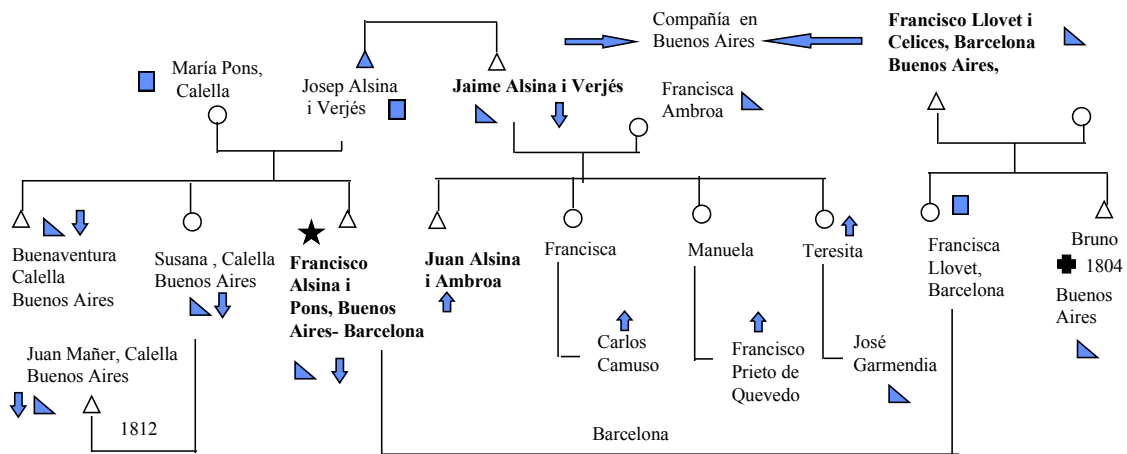 Compañía en
Buenos Aires
Francisco Llovet i
Celices, Barcelona
Buenos Aires,
María Pons,
Calella
Josep Alsina
i Verjés
Jaime Alsina i Verjés
Francisca
Ambroa
Buenaventura
Calella
Buenos Aires
Susana , Calella
Buenos Aires
Francisco
Alsina i
Pons, Buenos
Aires- Barcelona
Juan Alsina
i Ambroa
Francisca
Manuela
Teresita
Francisca
Llovet,
Barcelona
Bruno
1804
Buenos
Aires
Juan Mañer, Calella
Buenos Aires
Carlos
Camuso
Francisco
Prieto de
Quevedo
José
Garmendia
1812
Barcelona